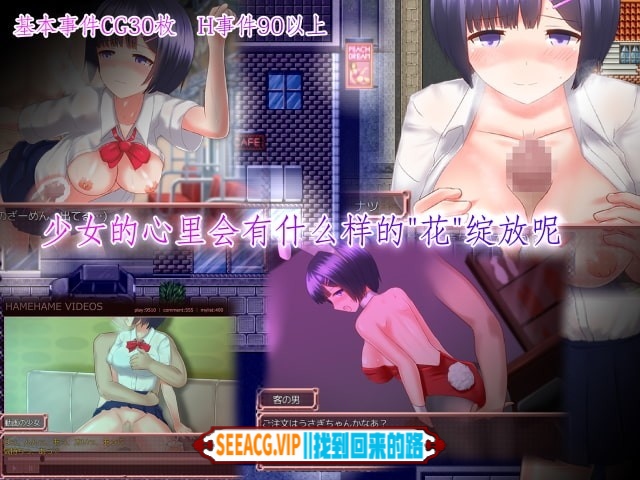 基本事件CG30枚　H事件90以上
PEACH DREAM
CAFE
ナツ
少女的心里会有什么样的"花"绽放呢
HAMEHAME VIDEOS
動画の少女
客の男
ご注文はうさぎちゃんかなあ？
SEEACG.VIP||找到回来的路